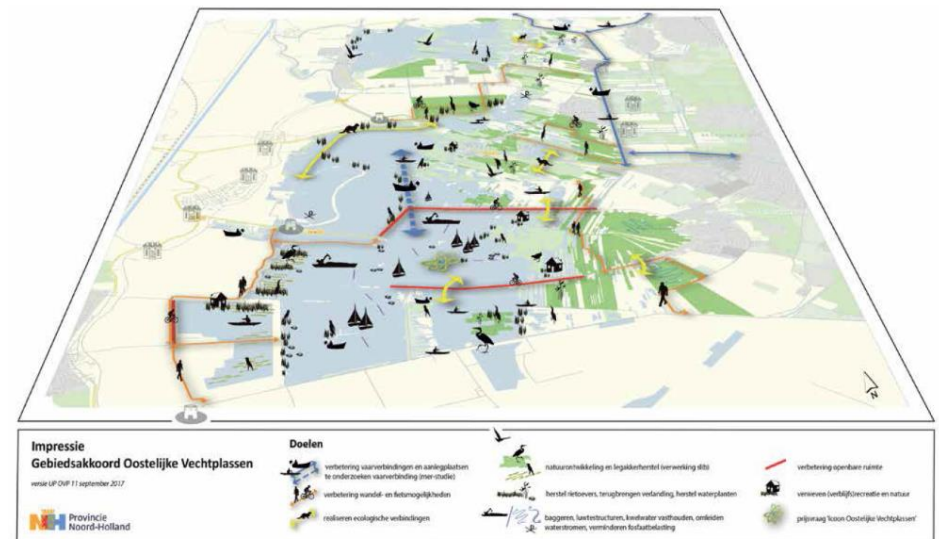 Impressie
Gebiedsakkoord Oostelijke Vechtplassen
versie UP OVP 11 september 2017
Provincie
Noord-Holland
Doelen
verbetering vaarverbindingen en aanlegplaatsen
te onderzoeken vaarverbinding (mer-studie)
verbetering wandel- en fietsmogelijkheden
realiseren ecologische verbindingen
natuurontwikkeling en legakkerherstel (verwerking slib)
herstel rietoevers, terugbrengen verlanding, herstel waterplanten
baggeren, luwtestructuren, kwelwater vasthouden, omleiden
waterstromen, verminderen fosfaatbelasting
verbetering openbare ruimte
verweven (verblijfs)recreatie en natuur
prijsvraag 'Icoon Oostelijke Vechtplassen'
N